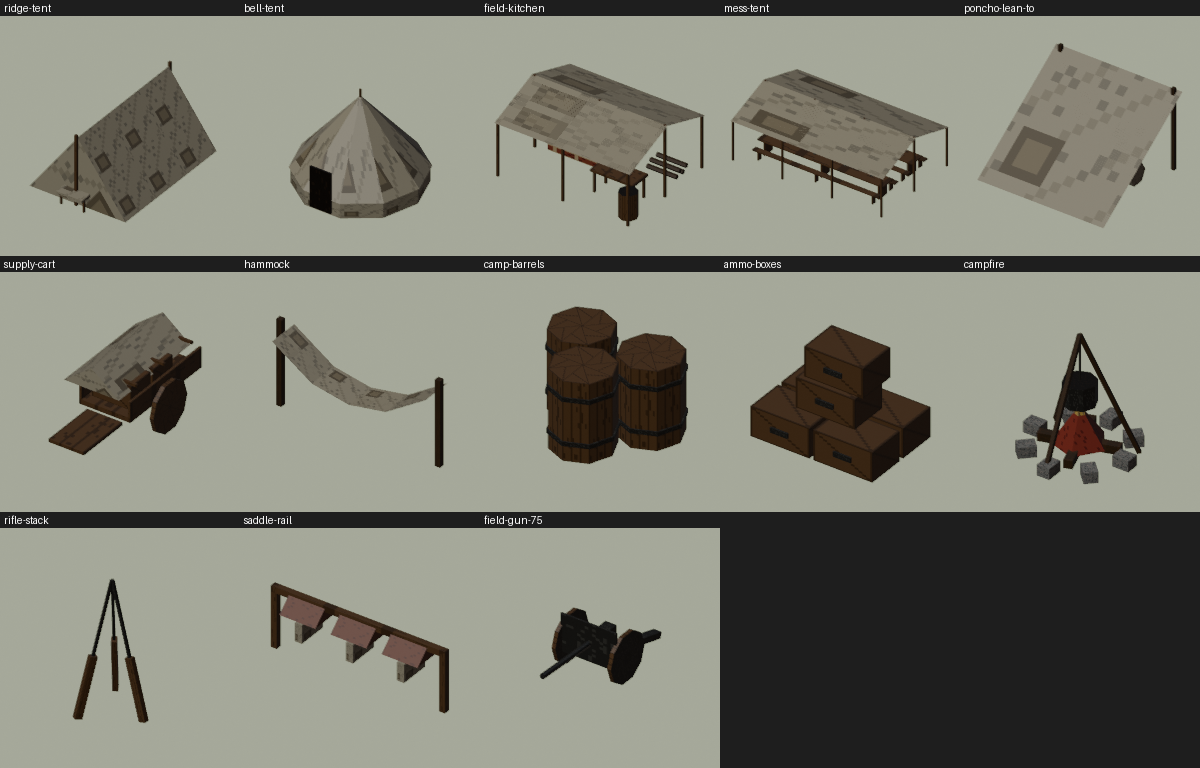 ridge-tent
bell-tent
field-kitchen
mess-tent
poncho-lean-to
supply-cart
hammock
camp-barrels
ammo-boxes
campfire
rifle-stack
saddle-rail
field-gun-75